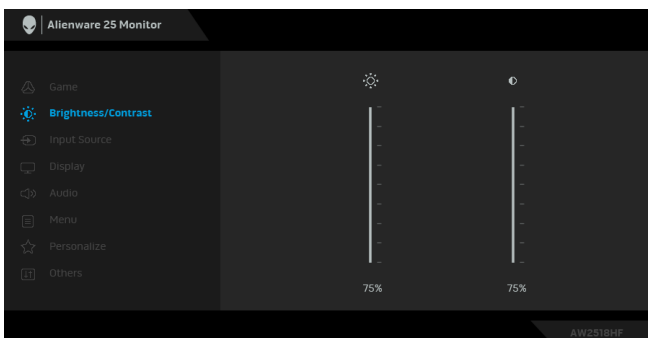 Alienware 25 Monitor
Game
Brightness/Contrast
Input Source
Display
Audio
Menu
Personalize
Others
75%
75%
AW2518HF